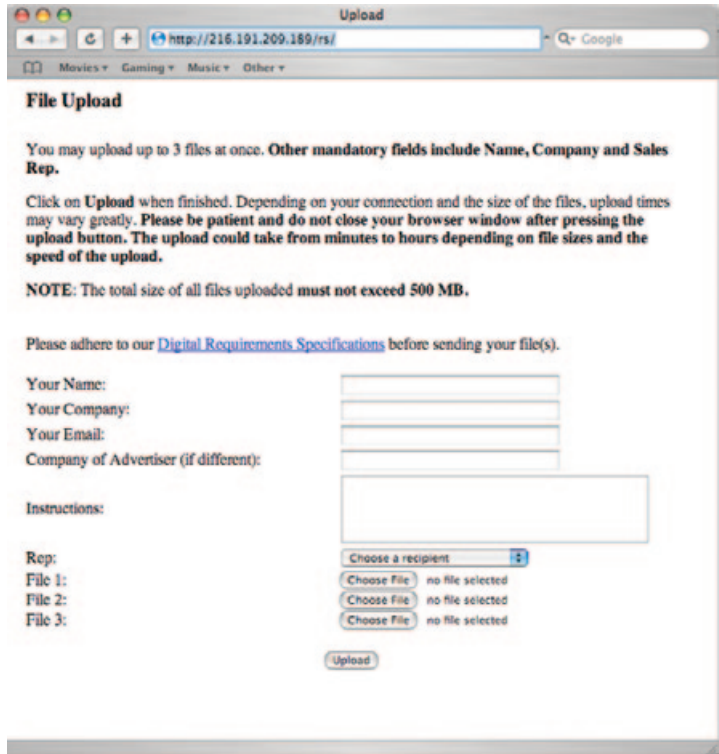 Upload
http://216.191.209.189/rs/
Google
Movies Gaming Music Other
File Upload
You may upload up to 3 files at once. Other mandatory fields include Name, Company and Sales
Rep.
Click on Upload when finished. Depending on your connection and the size of the files, upload times
may vary greatly. Please be patient and do not close your browser window after pressing the
upload button. The upload could take from minutes to hours depending on file sizes and the
speed of the upload.
NOTE: The total size of all files uploaded must not exceed 500 MB.
Please adhere to our Digital Requirements Specifications before sending your file(s).
Your Name:
Your Company:
Your Email:
Company of Advertiser (if different):
Instructions:
Rep: Choose a recipient
File 1: Choose File no file selected
File 2: Choose File no file selected
File 3: Choose File no file selected
Upload